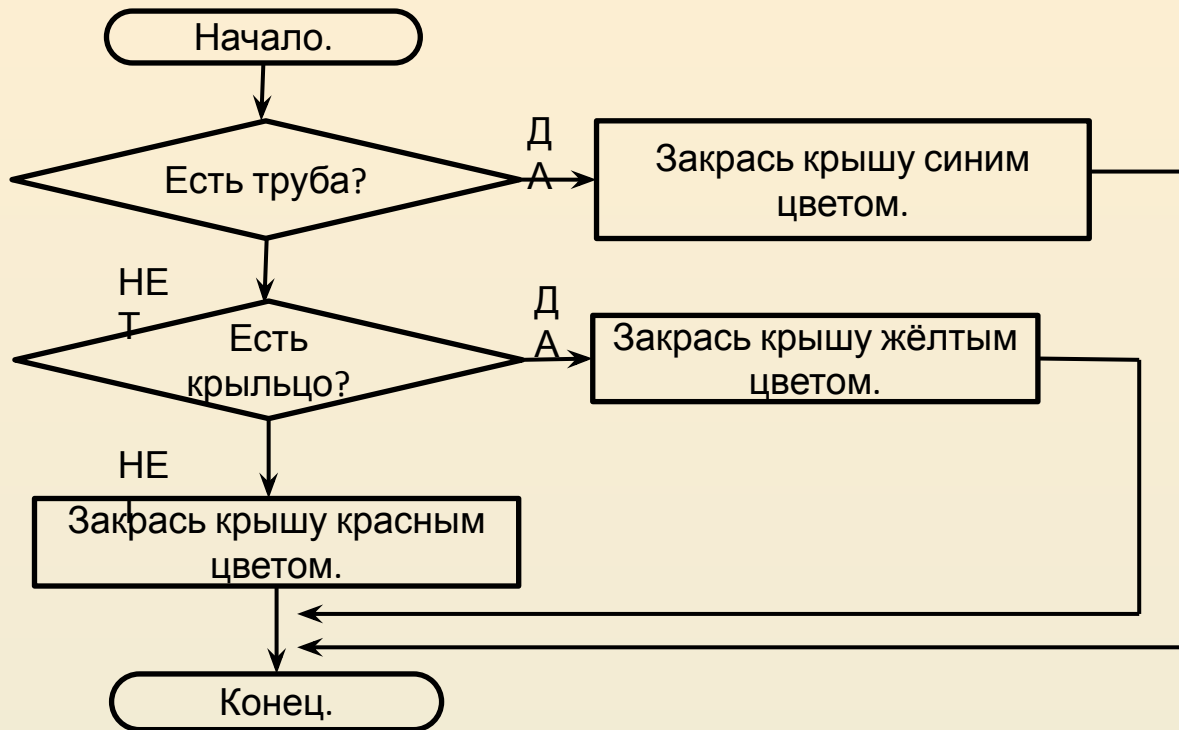 Начало.
Есть труба?
Д
А
Закрась крышу синим
цветом.
НЕ
Т
Есть
крыльцо?
Д
А
Закрась крышу жёлтым
цветом.
НЕ
Т
Закрась крышу красным
цветом.
Конец.